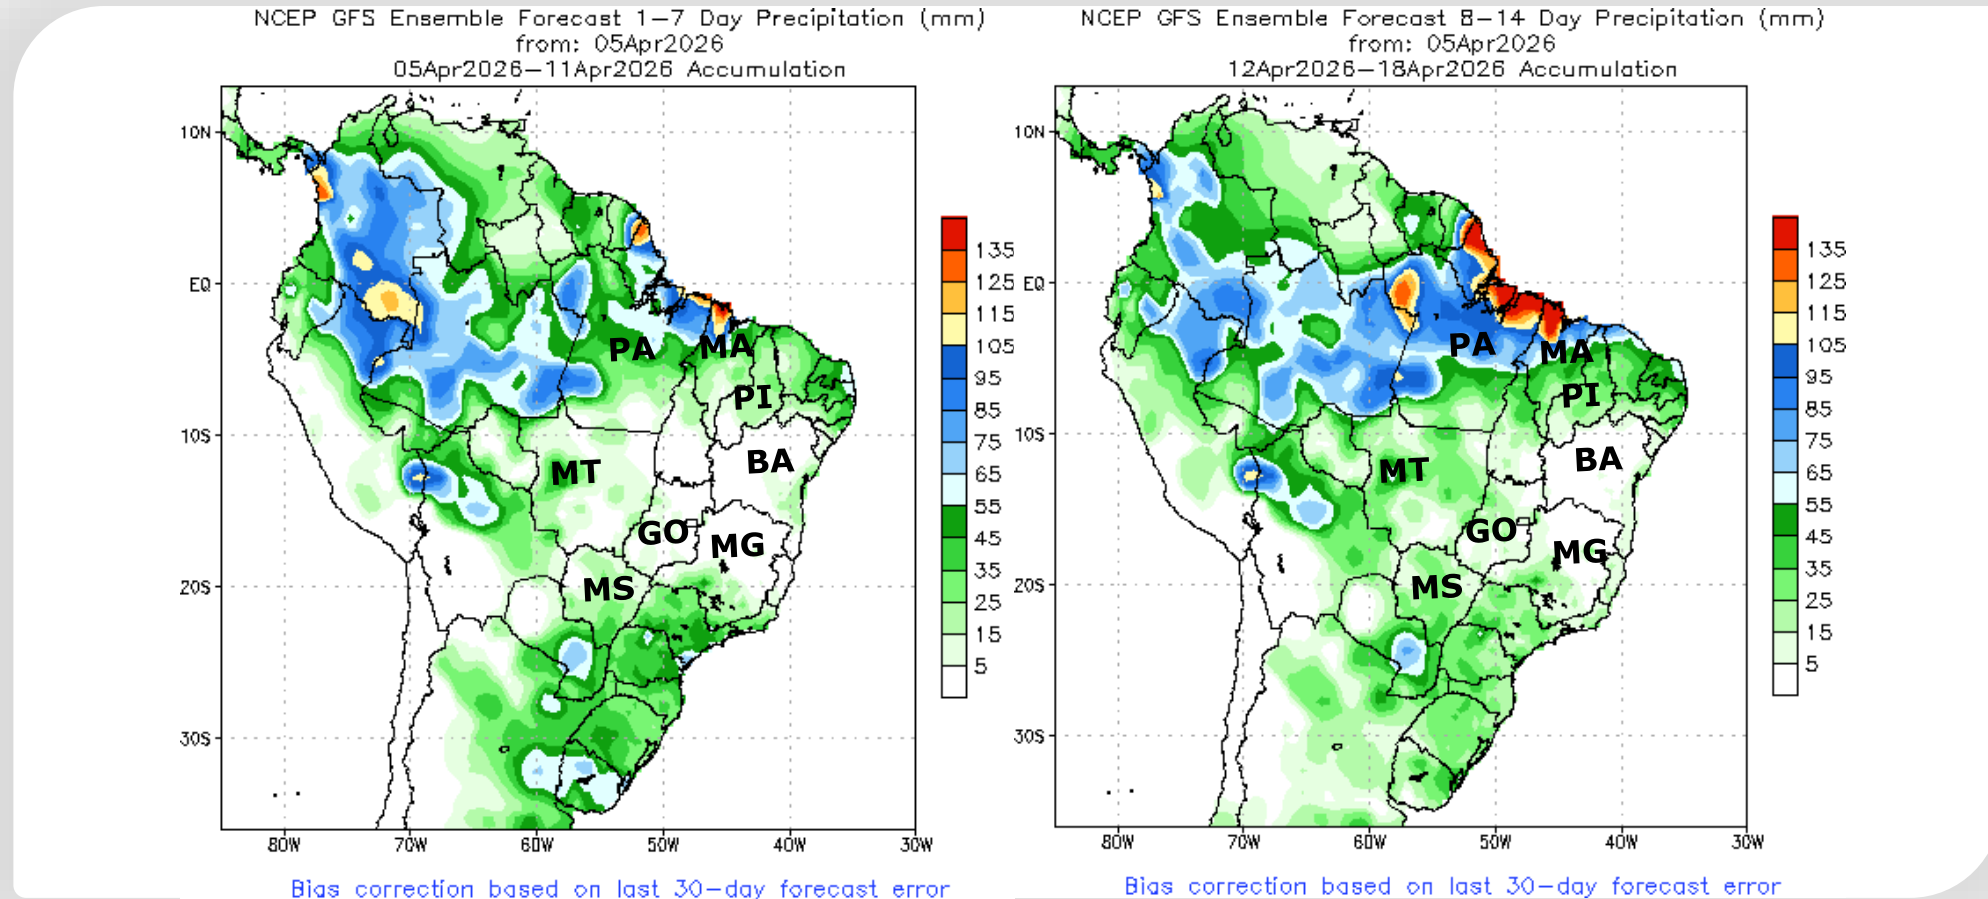 NCEP GFS Ensemble Forecast 1-7 Day Precipitation (mm)
from: 05Apr2026
05Apr2026-11Apr2026 Accumulation
10N
EQ
10S
20S
30S
80W
70W
60W
50W
40W
30W
PA
MA
PI
BA
MT
GO
MG
MS
135
125
115
105
95
85
75
65
55
45
35
25
15
5
Bias correction based on last 30-day forecast error
NCEP GFS Ensemble Forecast 8-14 Day Precipitation (mm)
from: 05Apr2026
12Apr2026-18Apr2026 Accumulation
10N
EQ
10S
20S
30S
80W
70W
60W
50W
40W
30W
PA
MA
PI
BA
MT
GO
MG
MS
135
125
115
105
95
85
75
65
55
45
35
25
15
5
Bias correction based on last 30-day forecast error